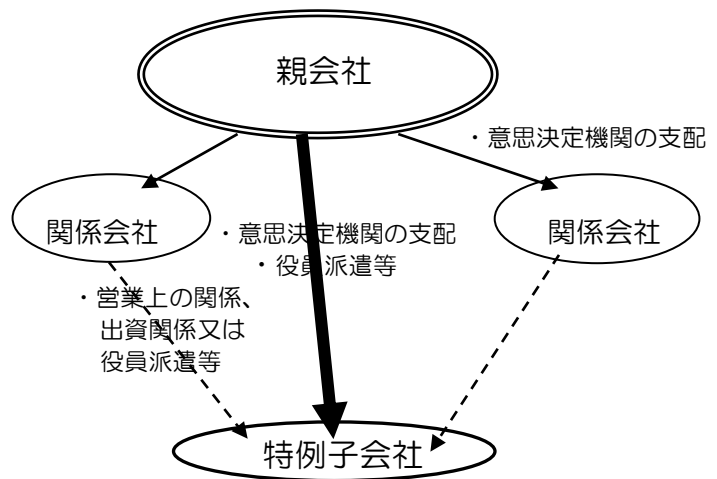 親会社
・意思決定機関の支配
関係会社
・意思決定機関の支配
・役員派遣等
関係会社
・営業上の関係、
出資関係又は
役員派遣等
特例子会社